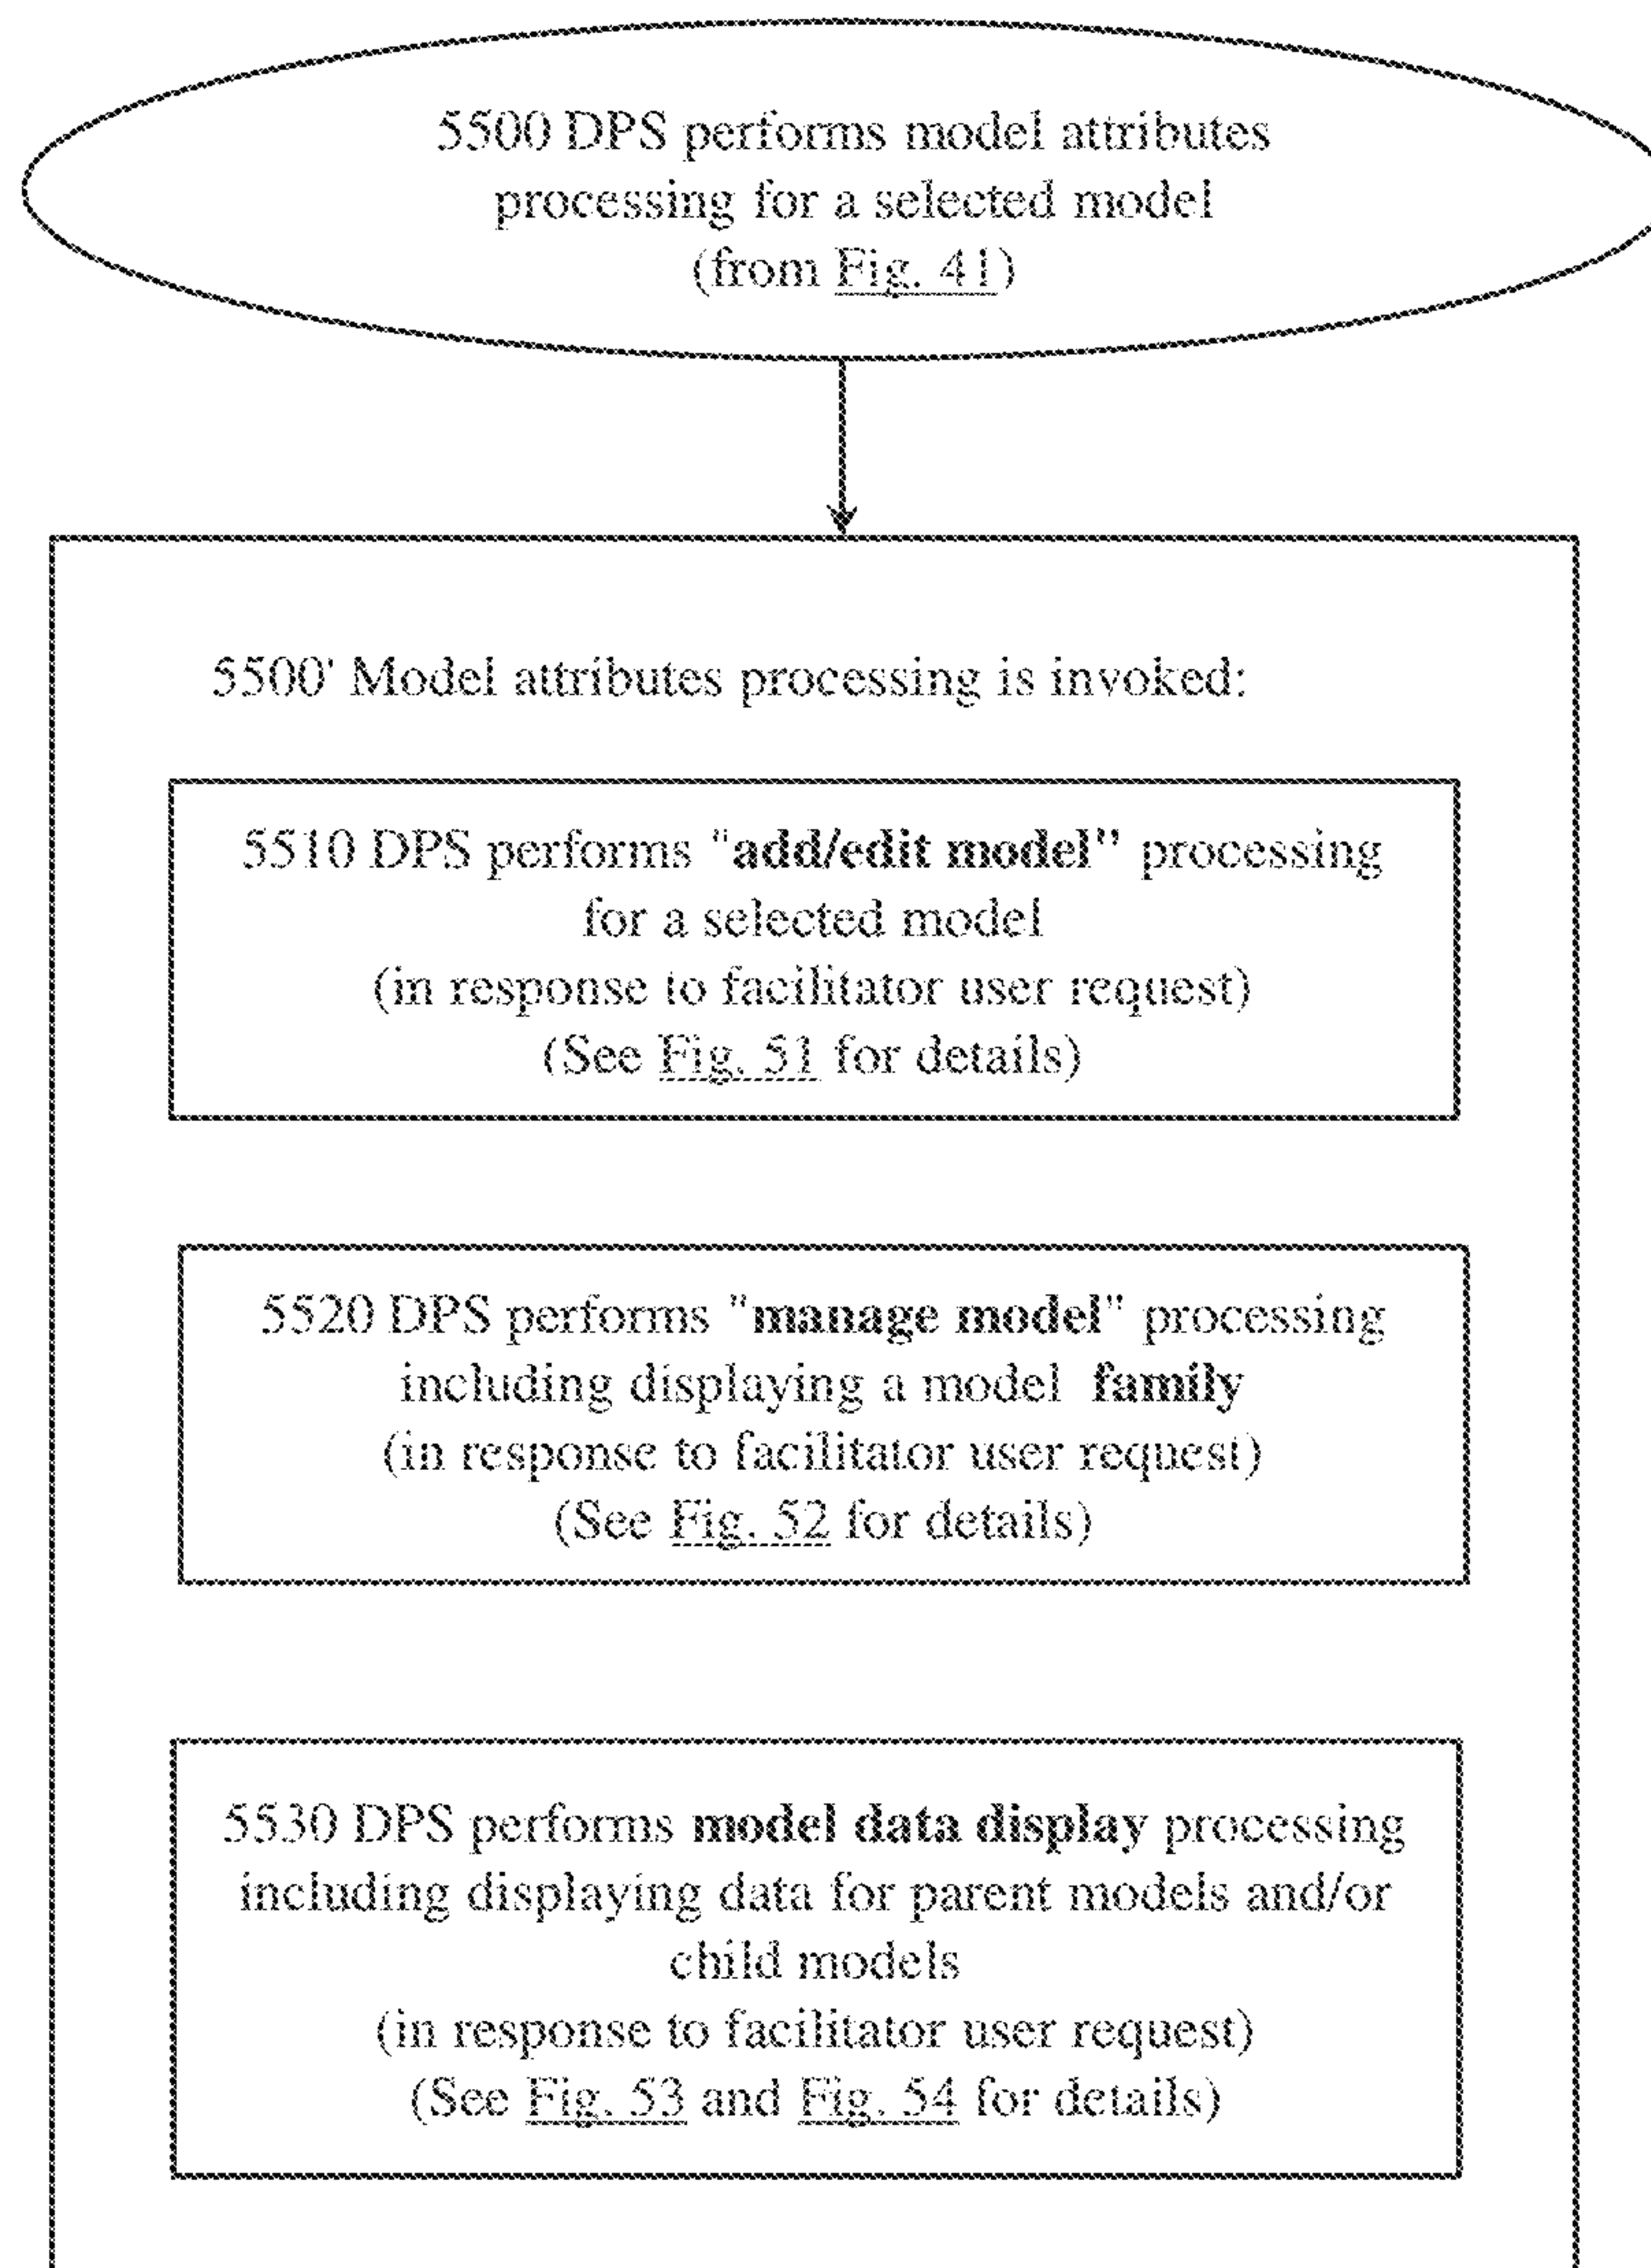 5500 DPS performs model attributes
processing for a selected model
(from Fig. 41)
5500' Model attributes processing is invoked:
5510 DPS performs "add/edit model" processing
for a selected model
(in response to facilitator user request)
(See Fig. 51 for details)
5520 DPS performs "manage model" processing
including displaying a model family
(in response to facilitator user request)
(See Fig. 52 for details)
5530 DPS performs model data display processing
including displaying data for parent models and/or
child models
(in response to facilitator user request)
(See Fig. 53 and Fig. 54 for details)